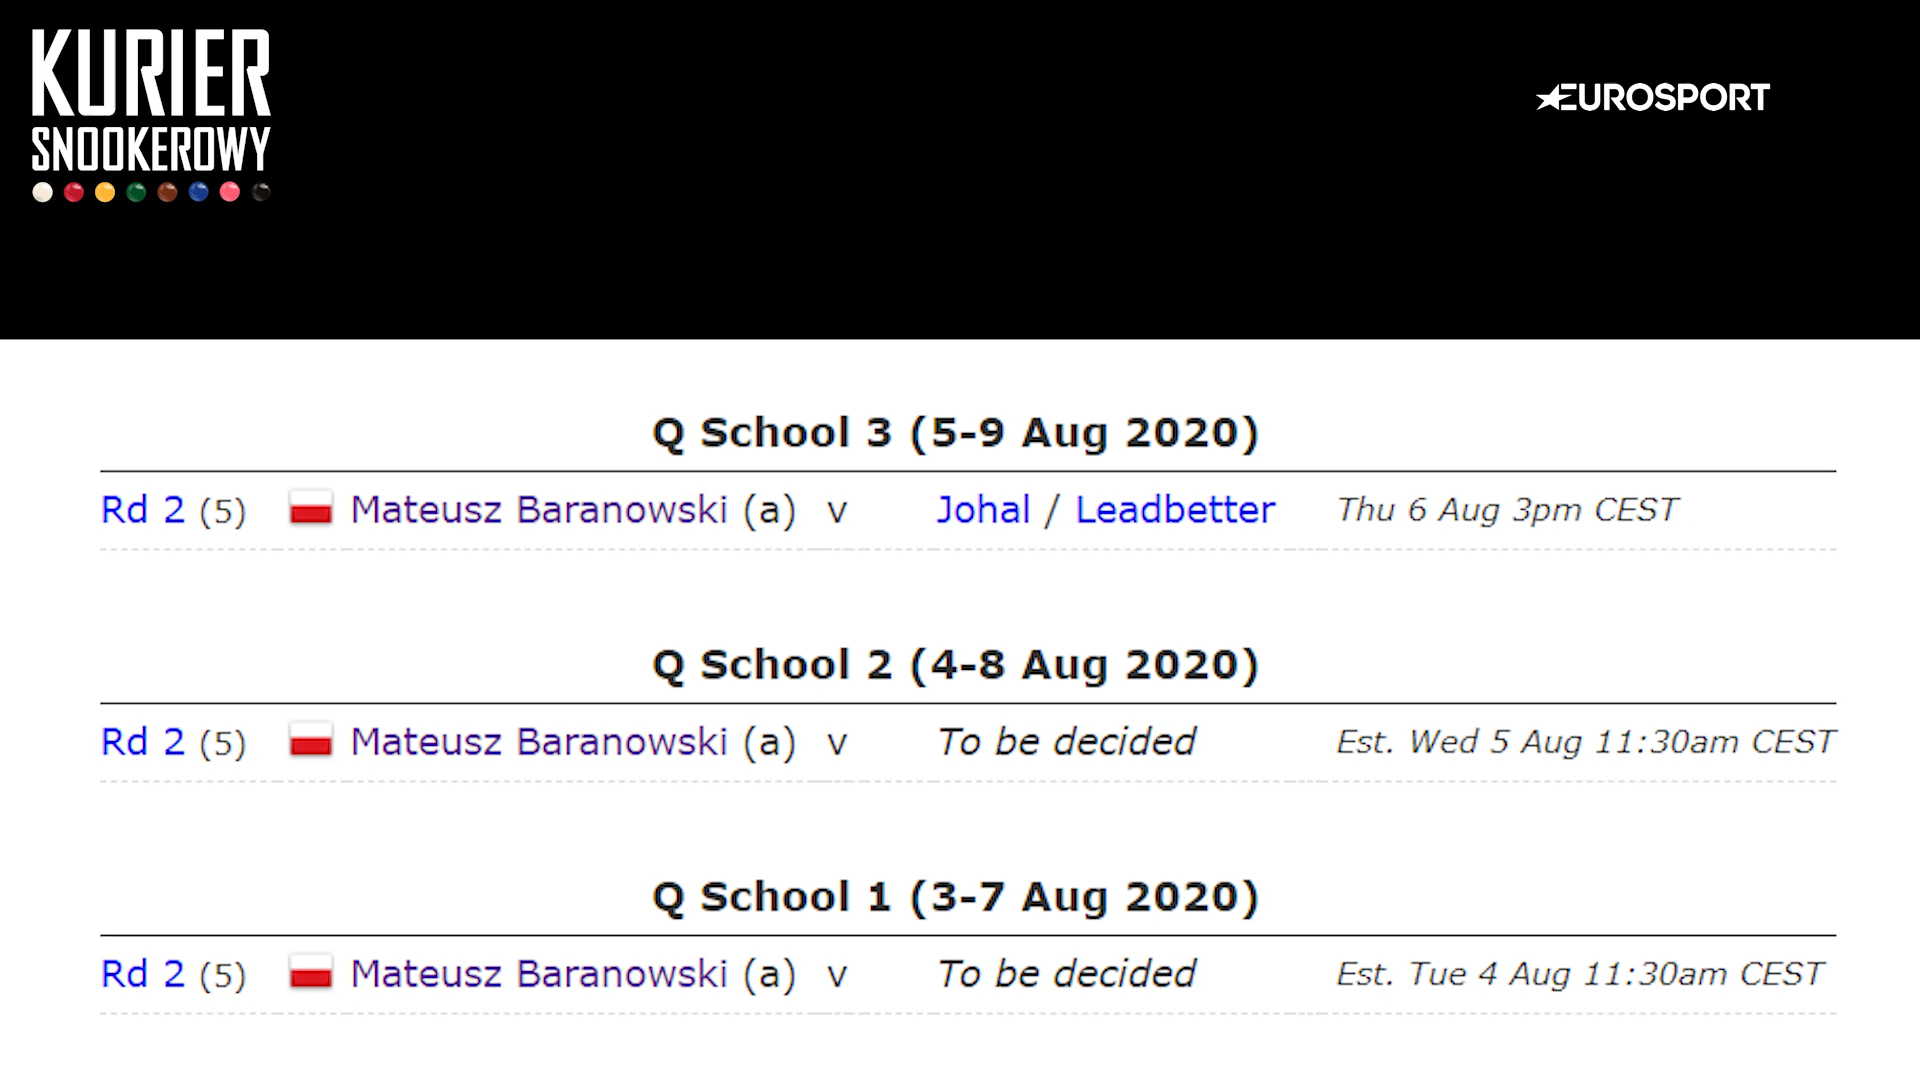 KURIER
SNOOKEROWY
EUROSPORT
Q School 3 (5-9 Aug 2020)
Rd 2 (5) Mateusz Baranowski (a) v Johal / Leadbetter Thu 6 Aug 3pm CEST
Q School 2 (4-8 Aug 2020)
Rd 2 (5) Mateusz Baranowski (a) v To be decided Est. Wed 5 Aug 11:30am CEST
Q School 1 (3-7 Aug 2020)
Rd 2 (5) Mateusz Baranowski (a) v To be decided Est. Tue 4 Aug 11:30am CEST